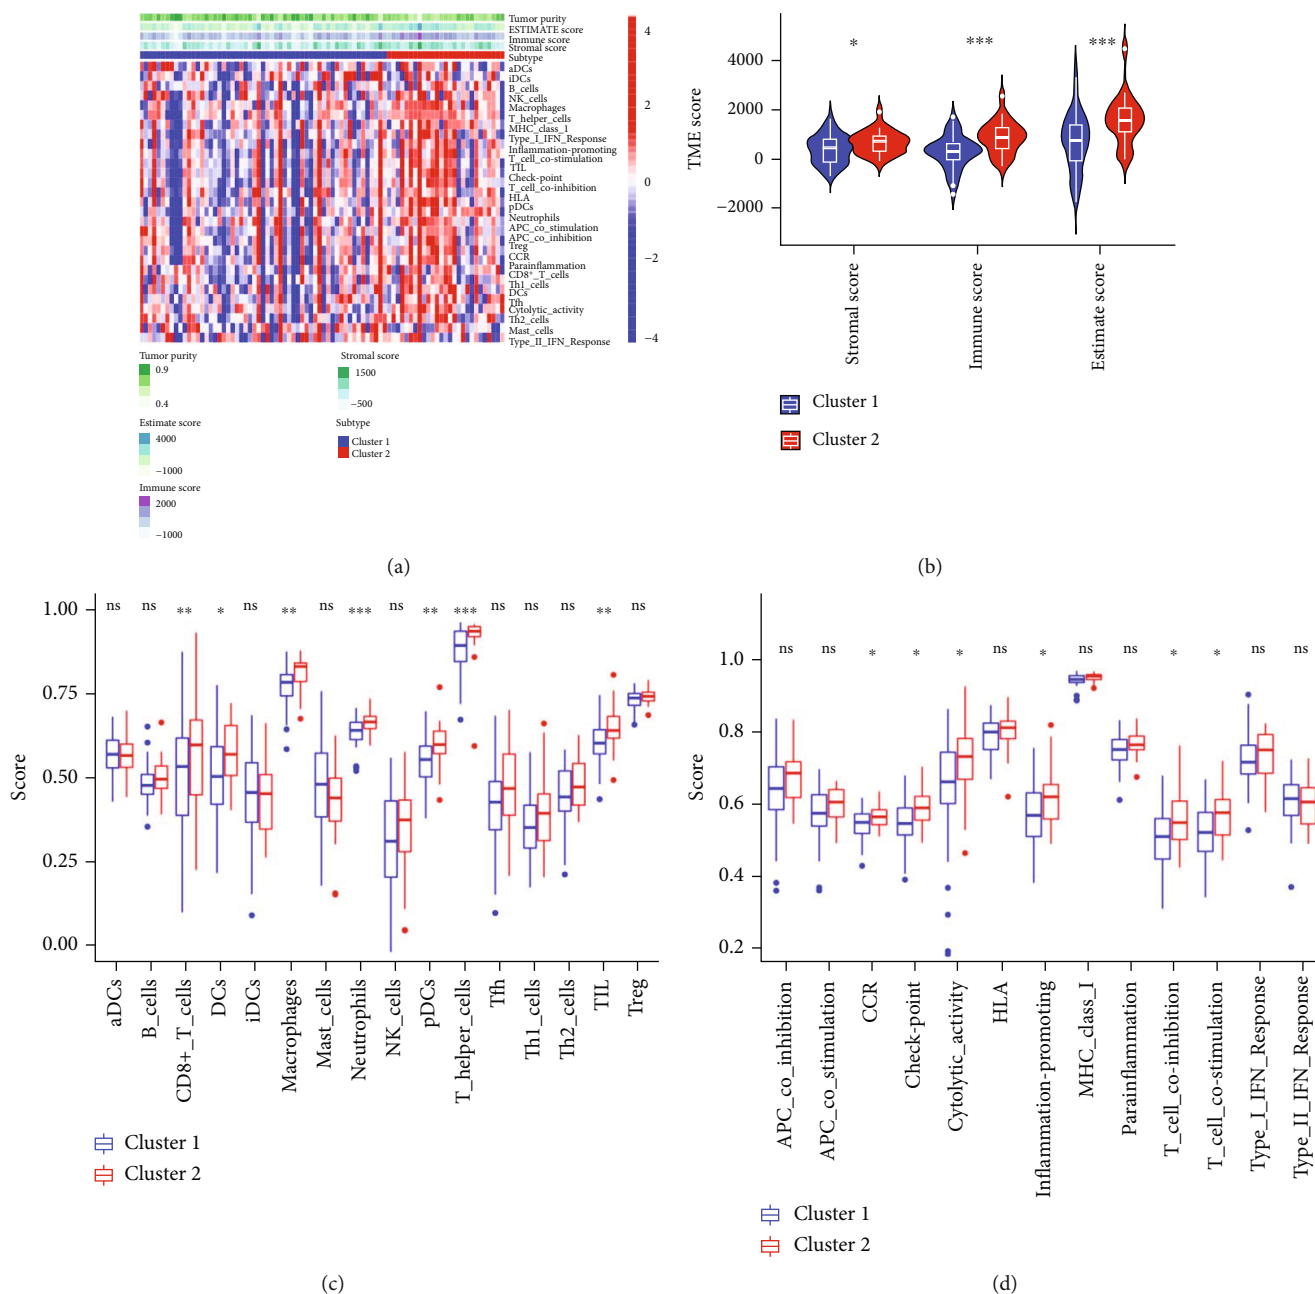 Tumor purity
ESTIMATE score
Immune score
Stromal score
Subtype
aDCs
iDCs
B_cells
NK_cells
Macrophages
T_helper_cells
MHC_class_1
Type_I_IFN_Response
Inflammation-promoting
T_cell_co-stimulation
TIL
Check-point
T_cell_co-inhibition
HLA
pDCs
Neutrophils
APC_co_stimulation
APC_co_inhibition
Treg
CCR
Parainflammation
CD8⁺_T_cells
Th1_cells
DCs
Tfh
Cytolytic_activity
Th2_cells
Mast_cells
Type_II_IFN_Response
4
2
0
−2
−4
Tumor purity
0.9
0.4
Estimate score
4000
−1000
Immune score
2000
−1000
Stromal score
1500
−500
Subtype
Cluster 1
Cluster 2
(a)
TME score
4000
2000
0
−2000
* *** ***
Stromal score
Immune score
Estimate score
Cluster 1
Cluster 2
(b)
Score
1.00
0.75
0.50
0.25
0.00
ns ns ** * ns ** ns *** ns ** *** ns ns ns ** ns
aDCs
B_cells
CD8+_T_cells
DCs
iDCs
Macrophages
Mast_cells
Neutrophils
NK_cells
pDCs
T_helper_cells
Tfh
Th1_cells
Th2_cells
TIL
Treg
Cluster 1
Cluster 2
(c)
Score
1.0
0.8
0.6
0.4
0.2
ns ns * * * ns * ns ns * * ns ns
APC_co_inhibition
APC_co_stimulation
CCR
Check-point
Cytolytic_activity
HLA
Inflammation-promoting
MHC_class_I
Parainflammation
T_cell_co-inhibition
T_cell_co-stimulation
Type_I_IFN_Response
Type_II_IFN_Response
Cluster 1
Cluster 2
(d)